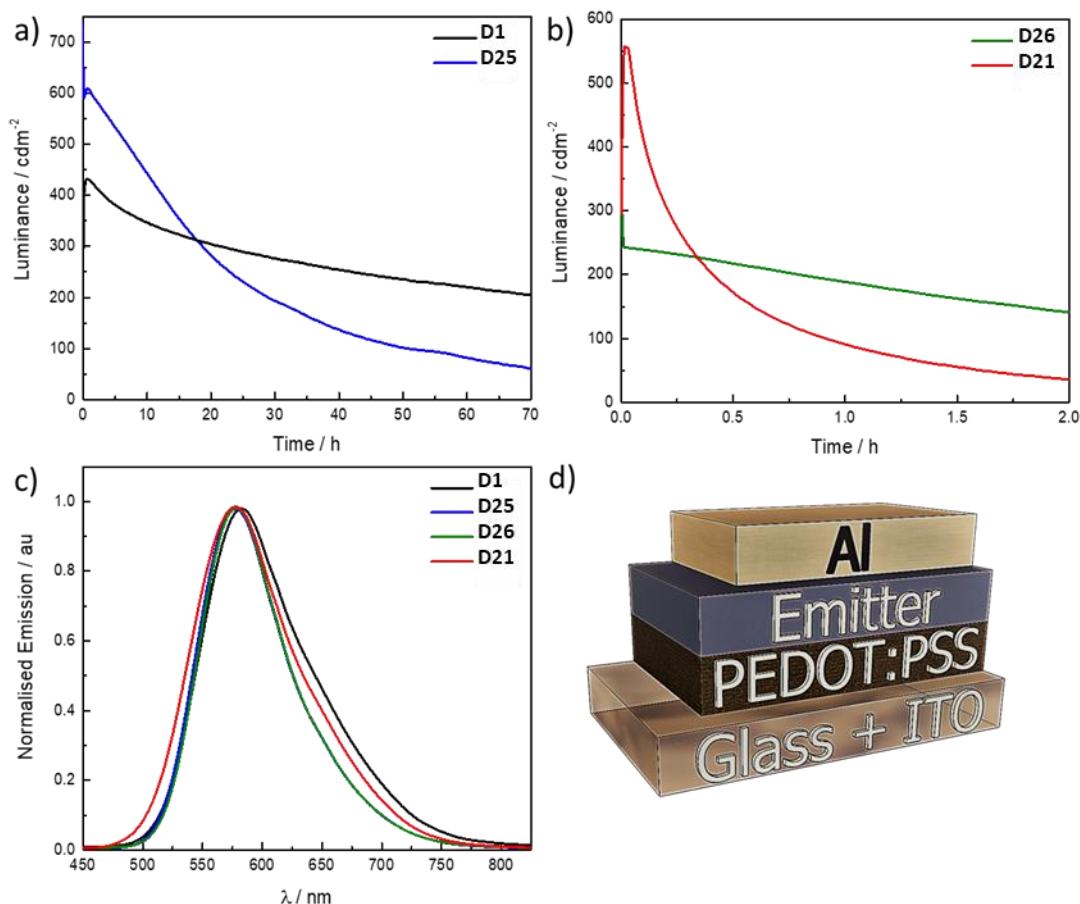 a)
D1
D25
700
600
500
400
300
200
100
0
Luminance / cdm⁻²
0 10 20 30 40 50 60 70
Time / h
b)
D26
D21
600
500
400
300
200
100
0
Luminance / cdm⁻²
0.0 0.5 1.0 1.5 2.0
Time / h
c)
D1
D25
D26
D21
1.0
0.8
0.6
0.4
0.2
0.0
Normalised Emission / au
450 500 550 600 650 700 750 800
λ / nm
d)
Al
Emitter
PEDOT:PSS
Glass + ITO